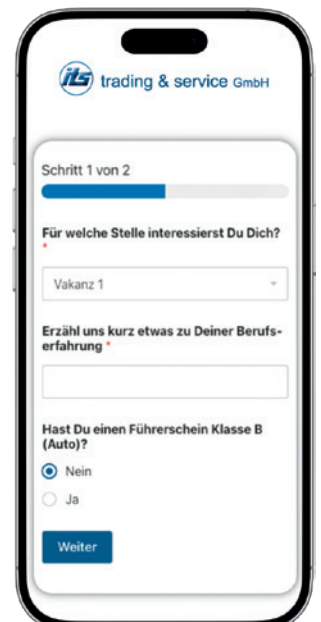 its trading & service GmbH
Schritt 1 von 2
Für welche Stelle interessierst Du Dich?
*
Vakanz 1
Erzähl uns kurz etwas zu Deiner Berufs-
erfahrung *
Hast Du einen Führerschein Klasse B
(Auto)?
Nein
Ja
Weiter